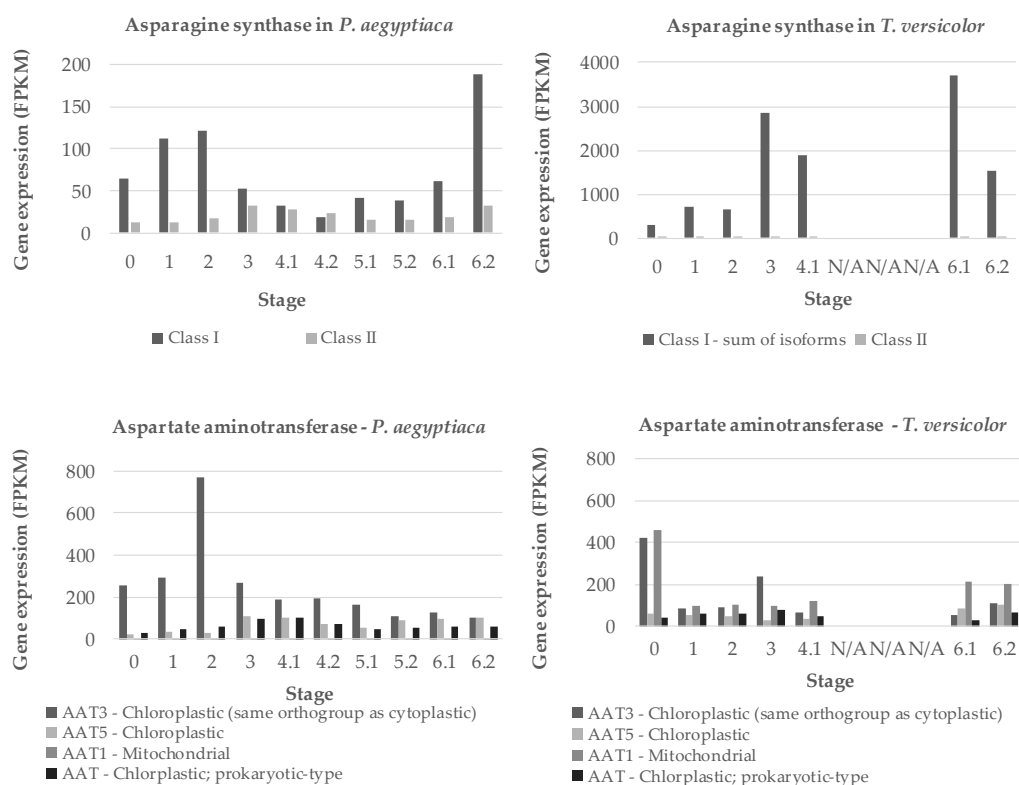 Asparagine synthase in P. aegyptiaca
Gene expression (FPKM)
200
150
100
50
0
0 1 2 3 4.1 4.2 5.1 5.2 6.1 6.2
Stage
Class I Class II
Asparagine synthase in T. versicolor
Gene expression (FPKM)
4000
3000
2000
1000
0
0 1 2 3 4.1 N/A N/A N/A 6.1 6.2
Stage
Class I - sum of isoforms Class II
Aspartate aminotransferase - P. aegyptiaca
Gene expression (FPKM)
800
600
400
200
0
0 1 2 3 4.1 4.2 5.1 5.2 6.1 6.2
Stage
AAT3 - Chloroplastic (same orthogroup as cytoplastic)
AAT5 - Chloroplastic
AAT1 - Mitochondrial
AAT - Chlorplastic; prokaryotic-type
Aspartate aminotransferase - T. versicolor
Gene expression (FPKM)
800
600
400
200
0
0 1 2 3 4.1 N/A N/A N/A 6.1 6.2
Stage
AAT3 - Chloroplastic (same orthogroup as cytoplastic)
AAT5 - Chloroplastic
AAT1 - Mitochondrial
AAT - Chlorplastic; prokaryotic-type